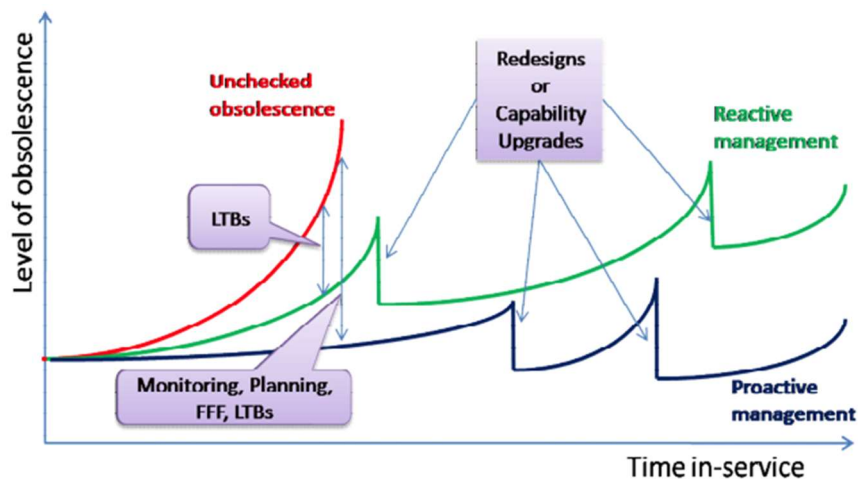 Level of obsolescence
Unchecked
obsolescence
Redesigns
or
Capability
Upgrades
Reactive
management
LTBs
Monitoring, Planning,
FFF, LTBs
Proactive
management
Time in-service